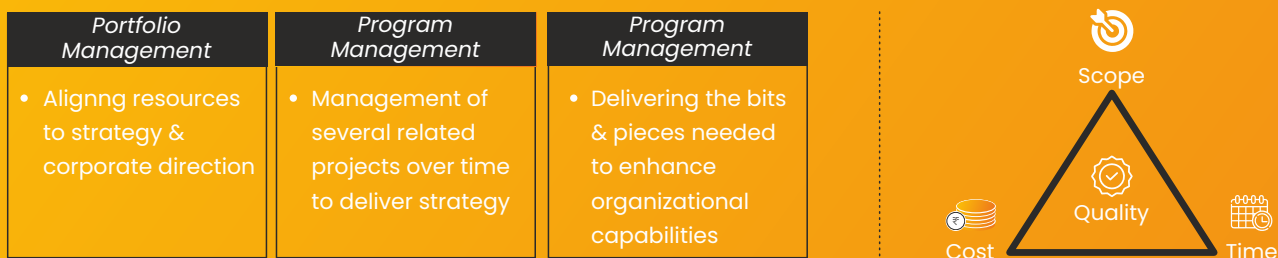 Portfolio
Management
• Alignng resources
to strategy &
corporate direction
Program
Management
• Management of
several related
projects over time
to deliver strategy
Program
Management
• Delivering the bits
& pieces needed
to enhance
organizational
capabilities
Scope
Quality
₹
Cost
Time